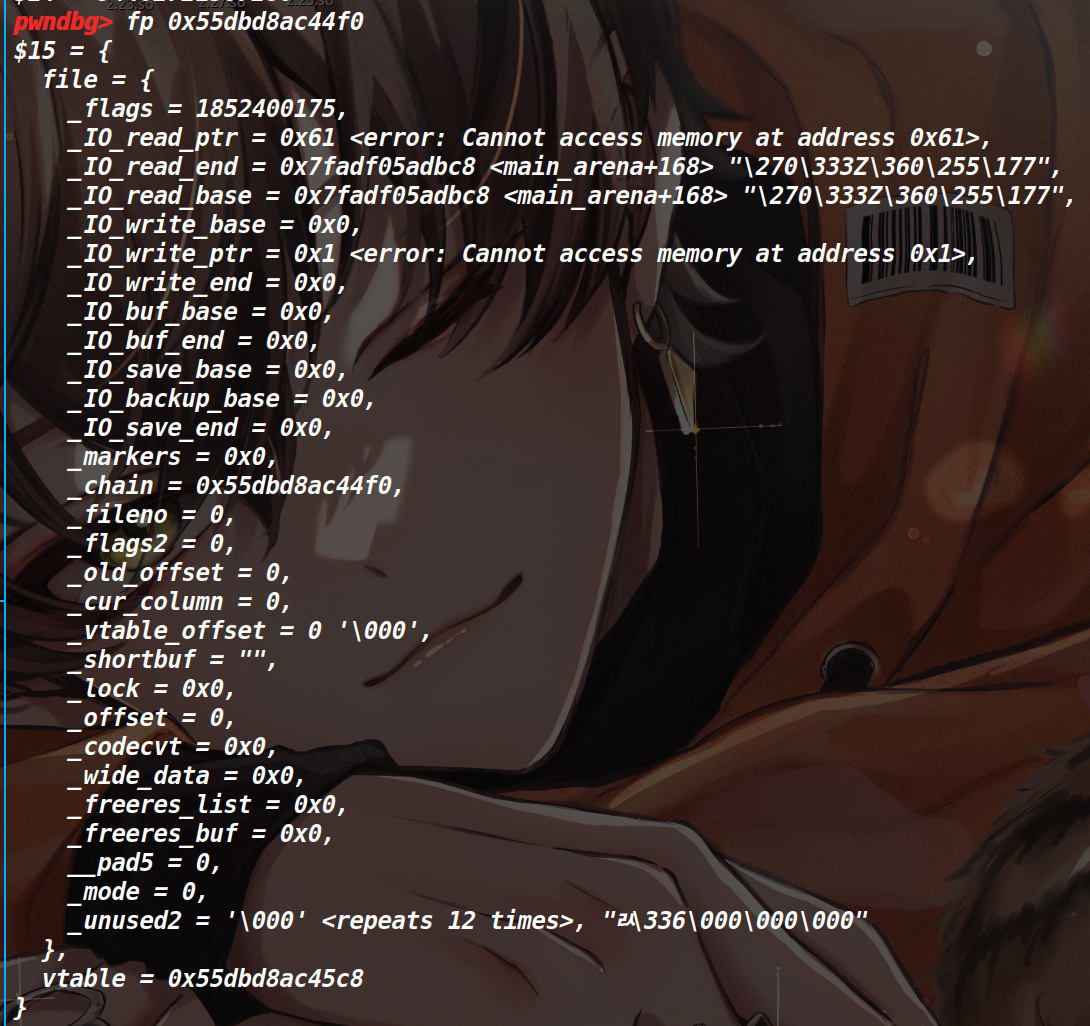 pwndbg> fp 0x55dbd8ac44f0
$15 = {
  file = {
    _flags = 1852400175,
    _IO_read_ptr = 0x61 <error: Cannot access memory at address 0x61>,
    _IO_read_end = 0x7fadf05adbc8 <main_arena+168> "\270\333Z\360\255\177",
    _IO_read_base = 0x7fadf05adbc8 <main_arena+168> "\270\333Z\360\255\177",
    _IO_write_base = 0x0,
    _IO_write_ptr = 0x1 <error: Cannot access memory at address 0x1>,
    _IO_write_end = 0x0,
    _IO_buf_base = 0x0,
    _IO_buf_end = 0x0,
    _IO_save_base = 0x0,
    _IO_backup_base = 0x0,
    _IO_save_end = 0x0,
    _markers = 0x0,
    _chain = 0x55dbd8ac44f0,
    _fileno = 0,
    _flags2 = 0,
    _old_offset = 0,
    _cur_column = 0,
    _vtable_offset = 0 '\000',
    _shortbuf = "",
    _lock = 0x0,
    _offset = 0,
    _codecvt = 0x0,
    _wide_data = 0x0,
    _freeres_list = 0x0,
    _freeres_buf = 0x0,
    __pad5 = 0,
    _mode = 0,
    _unused2 = '\000' <repeats 12 times>, "\336\000\000\000"
  },
  vtable = 0x55dbd8ac45c8
}